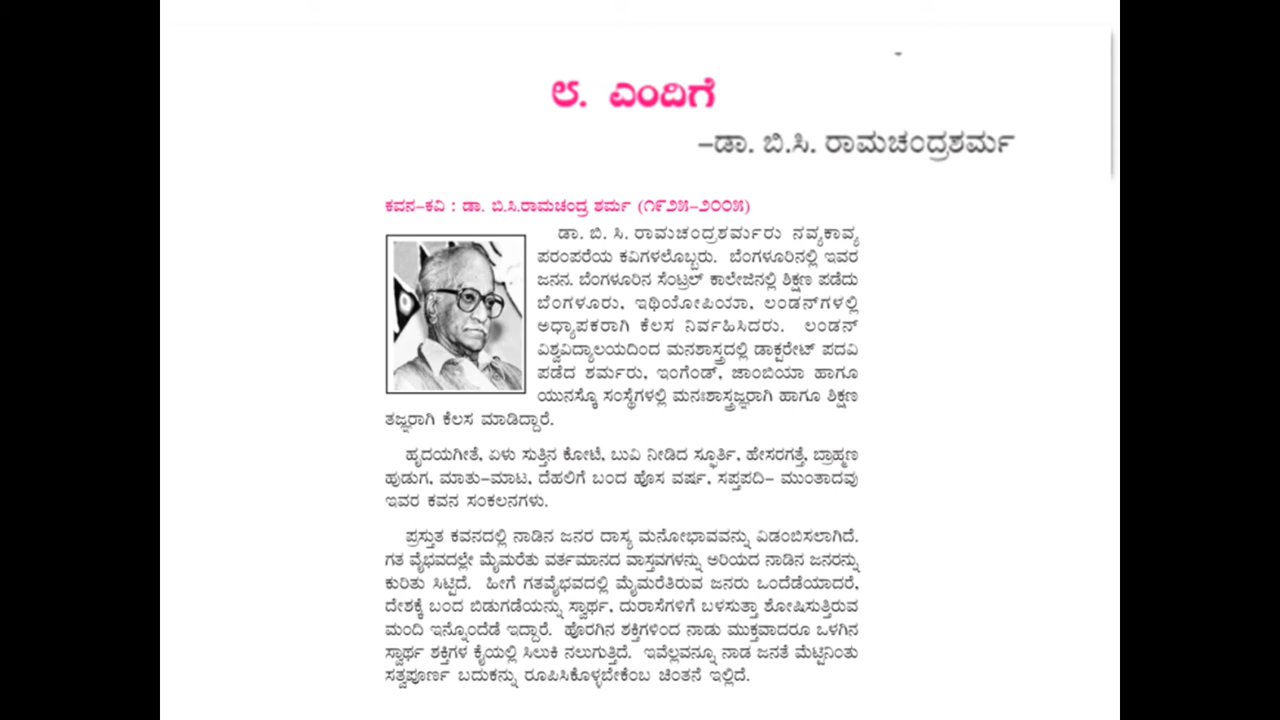 ೮. ಎಂದಿಗೆ
–ಡಾ. ಬಿ.ಸಿ. ರಾಮಚಂದ್ರಶರ್ಮ
ಕವನ–ಕವಿ : ಡಾ. ಬಿ.ಸಿ.ರಾಮಚಂದ್ರ ಶರ್ಮ (೧೯೨೫–೨೦೦೫)
ಡಾ. ಬಿ. ಸಿ. ರಾಮಚಂದ್ರಶರ್ಮರು ನವ್ಯಕಾವ್ಯ
ಪರಂಪರೆಯ ಕವಿಗಳಲೊಬ್ಬರು. ಬೆಂಗಳೂರಿನಲ್ಲಿ ಇವರ
ಜನನ. ಬೆಂಗಳೂರಿನ ಸೆಂಟ್ರಲ್ ಕಾಲೇಜಿನಲ್ಲಿ ಶಿಕ್ಷಣ ಪಡೆದು
ಬೆಂಗಳೂರು, ಇಥಿಯೋಪಿಯಾ, ಲಂಡನ್‌ಗಳಲ್ಲಿ
ಅಧ್ಯಾಪಕರಾಗಿ ಕೆಲಸ ನಿರ್ವಹಿಸಿದರು. ಲಂಡನ್
ವಿಶ್ವವಿದ್ಯಾಲಯದಿಂದ ಮನಶಾಸ್ತ್ರದಲ್ಲಿ ಡಾಕ್ಟರೇಟ್ ಪದವಿ
ಪಡೆದ ಶರ್ಮರು, ಇಂಗೆಂಡ್, ಜಾಂಬಿಯಾ ಹಾಗೂ
ಯುನಸ್ಕೊ ಸಂಸ್ಥೆಗಳಲ್ಲಿ ಮನಃಶಾಸ್ತ್ರಜ್ಞರಾಗಿ ಹಾಗೂ ಶಿಕ್ಷಣ
ತಜ್ಞರಾಗಿ ಕೆಲಸ ಮಾಡಿದ್ದಾರೆ.
ಹೃದಯಗೀತೆ, ಏಳು ಸುತ್ತಿನ ಕೋಟೆ, ಬುವಿ ನೀಡಿದ ಸ್ಫೂರ್ತಿ, ಹೇಸರಗತ್ತೆ, ಬ್ರಾಹ್ಮಣ
ಹುಡುಗ, ಮಾತು–ಮಾಟ, ದೆಹಲಿಗೆ ಬಂದ ಹೊಸ ವರ್ಷ, ಸಪ್ತಪದಿ– ಮುಂತಾದವು
ಇವರ ಕವನ ಸಂಕಲನಗಳು.
ಪ್ರಸ್ತುತ ಕವನದಲ್ಲಿ ನಾಡಿನ ಜನರ ದಾಸ್ಯ ಮನೋಭಾವವನ್ನು ವಿಡಂಬಿಸಲಾಗಿದೆ.
ಗತ ವೈಭವದಲ್ಲೇ ಮೈಮರೆತು ವರ್ತಮಾನದ ವಾಸ್ತವಗಳನ್ನು ಅರಿಯದ ನಾಡಿನ ಜನರನ್ನು
ಕುರಿತು ಸಿಟ್ಟಿದೆ. ಹೀಗೆ ಗತವೈಭವದಲ್ಲಿ ಮೈಮರೆತಿರುವ ಜನರು ಒಂದೆಡೆಯಾದರೆ,
ದೇಶಕ್ಕೆ ಬಂದ ಬಿಡುಗಡೆಯನ್ನು ಸ್ವಾರ್ಥ, ದುರಾಸೆಗಳಿಗೆ ಬಳಸುತ್ತಾ ಶೋಷಿಸುತ್ತಿರುವ
ಮಂದಿ ಇನ್ನೊಂದೆಡೆ ಇದ್ದಾರೆ. ಹೊರಗಿನ ಶಕ್ತಿಗಳಿಂದ ನಾಡು ಮುಕ್ತವಾದರೂ ಒಳಗಿನ
ಸ್ವಾರ್ಥ ಶಕ್ತಿಗಳ ಕೈಯಲ್ಲಿ ಸಿಲುಕಿ ನಲುಗುತ್ತಿದೆ. ಇವೆಲ್ಲವನ್ನೂ ನಾಡ ಜನತೆ ಮೆಟ್ಟಿನಿಂತು
ಸತ್ವಪೂರ್ಣ ಬದುಕನ್ನು ರೂಪಿಸಿಕೊಳ್ಳಬೇಕೆಂಬ ಚಿಂತನೆ ಇಲ್ಲಿದೆ.